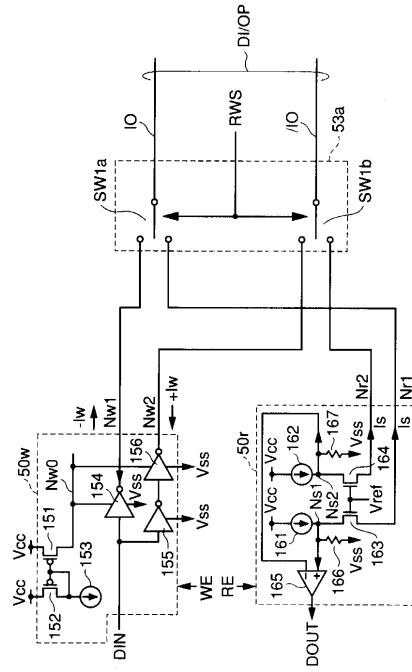 50w
Vcc
Vcc
152
151
153
Nw0
-Iw
Nw1
154
Vss
155
Vss
156
Vss
Nw2
+Iw
DIN
WE
RE
SW1a
SW1b
53a
IO
/IO
RWS
DI/OP
50r
Vcc
Vcc
161
162
Ns1
Ns2
167
Vss
166
Vss
165
Vref
163
164
Is
Is
Nr2
Nr1
DOUT